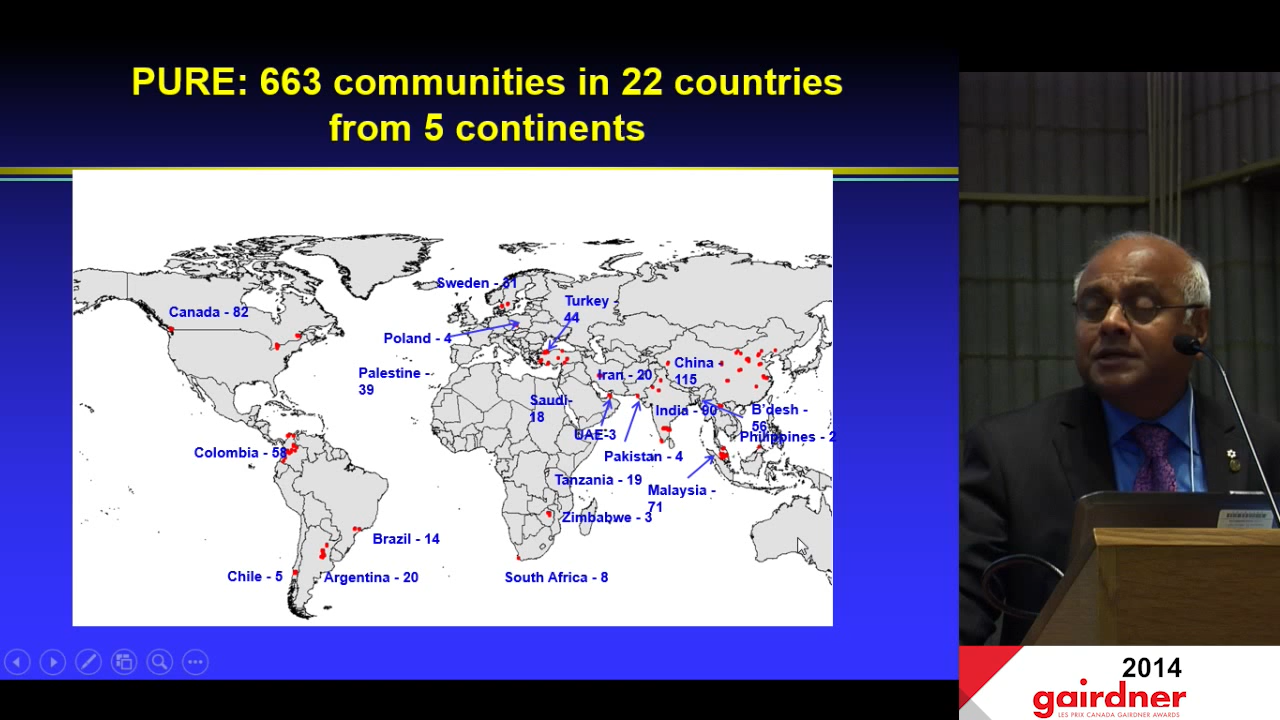 PURE: 663 communities in 22 countries
from 5 continents
Sweden - 31
Canada - 82
Turkey -
44
Poland - 4
Palestine -
39
Iran - 20
China -
115
Saudi-
18
India - 90
B'desh -
56
UAE-3
Philippines - 2
Colombia - 58
Pakistan - 4
Tanzania - 19
Malaysia -
71
Zimbabwe - 3
Brazil - 14
Chile - 5
Argentina - 20
South Africa - 8
2014
gairdner
LES PRIX CANADA GAIRDNER AWARDS